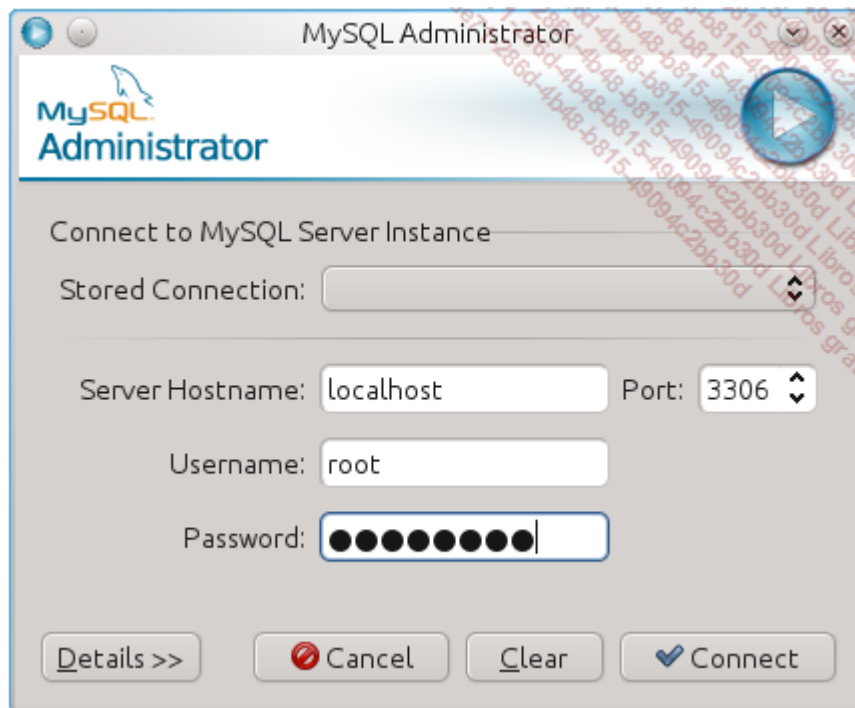 MySQL Administrator
MySQL
Administrator
Connect to MySQL Server Instance
Stored Connection:
Server Hostname: localhost Port: 3306
Username: root
Password: ●●●●●●●●
Details >> Cancel Clear Connect